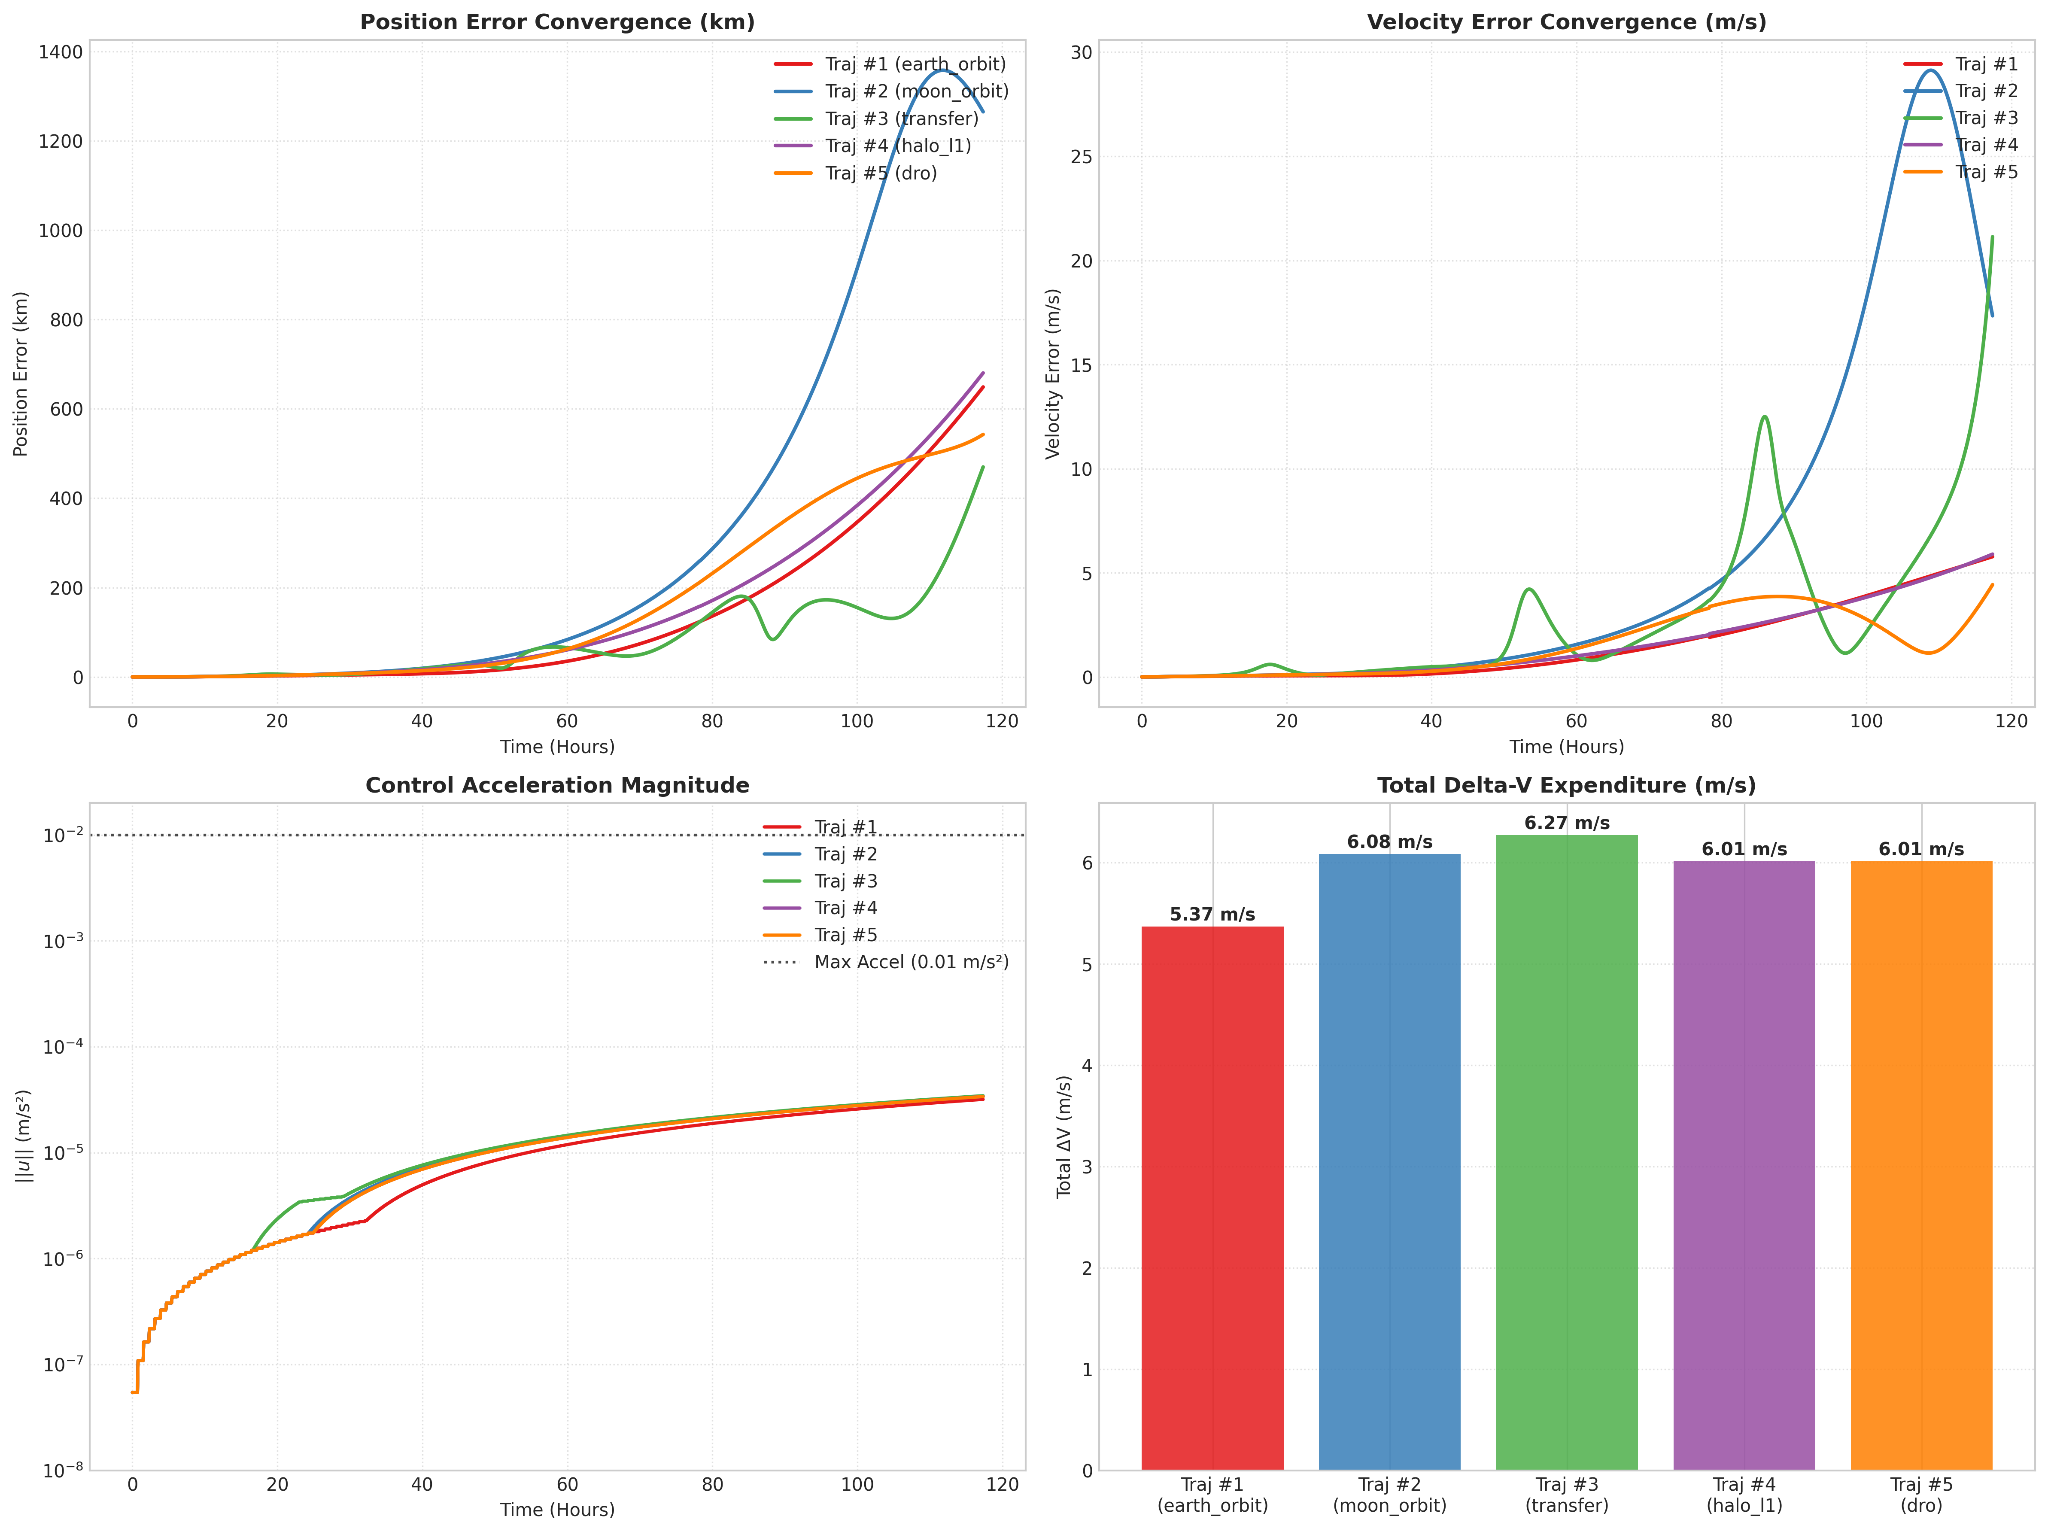 Position Error Convergence (km)
1400
1200
1000
800
600
400
200
0
Position Error (km)
Traj #1 (earth_orbit)
Traj #2 (moon_orbit)
Traj #3 (transfer)
Traj #4 (halo_l1)
Traj #5 (dro)
0 20 40 60 80 100 120
Time (Hours)
Velocity Error Convergence (m/s)
30
25
20
15
10
5
0
Velocity Error (m/s)
Traj #1
Traj #2
Traj #3
Traj #4
Traj #5
0 20 40 60 80 100 120
Time (Hours)
Control Acceleration Magnitude
10⁻²
10⁻³
10⁻⁴
10⁻⁵
10⁻⁶
10⁻⁷
10⁻⁸
||u|| (m/s²)
Traj #1
Traj #2
Traj #3
Traj #4
Traj #5
Max Accel (0.01 m/s²)
0 20 40 60 80 100 120
Time (Hours)
Total Delta-V Expenditure (m/s)
6
5
4
3
2
1
0
Total ΔV (m/s)
5.37 m/s
6.08 m/s
6.27 m/s
6.01 m/s
6.01 m/s
Traj #1
(earth_orbit)
Traj #2
(moon_orbit)
Traj #3
(transfer)
Traj #4
(halo_l1)
Traj #5
(dro)